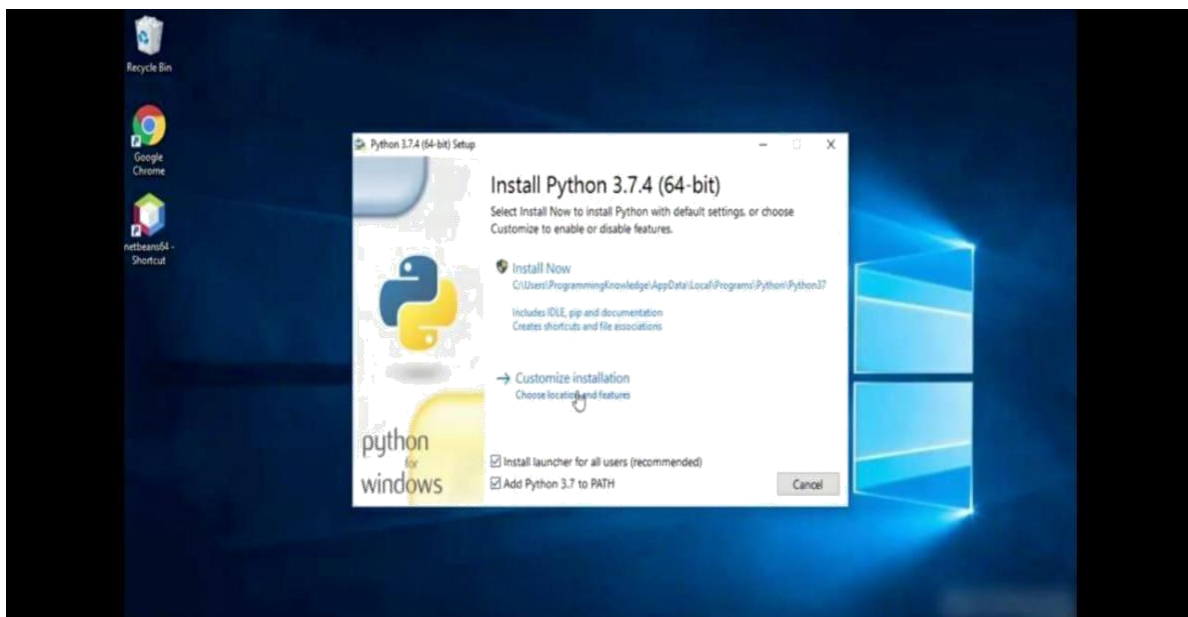 Recycle Bin
Google
Chrome
netbeans64 -
Shortcut
Python 3.7.4 (64-bit) Setup
Install Python 3.7.4 (64-bit)
Select Install Now to install Python with default settings, or choose
Customize to enable or disable features.
Install Now
C:\Users\ProgrammingKnowledge\AppData\Local\Programs\Python\Python37
Includes IDLE, pip and documentation
Creates shortcuts and file associations
Customize installation
Choose location and features
python
for
windows
Install launcher for all users (recommended)
Add Python 3.7 to PATH
Cancel